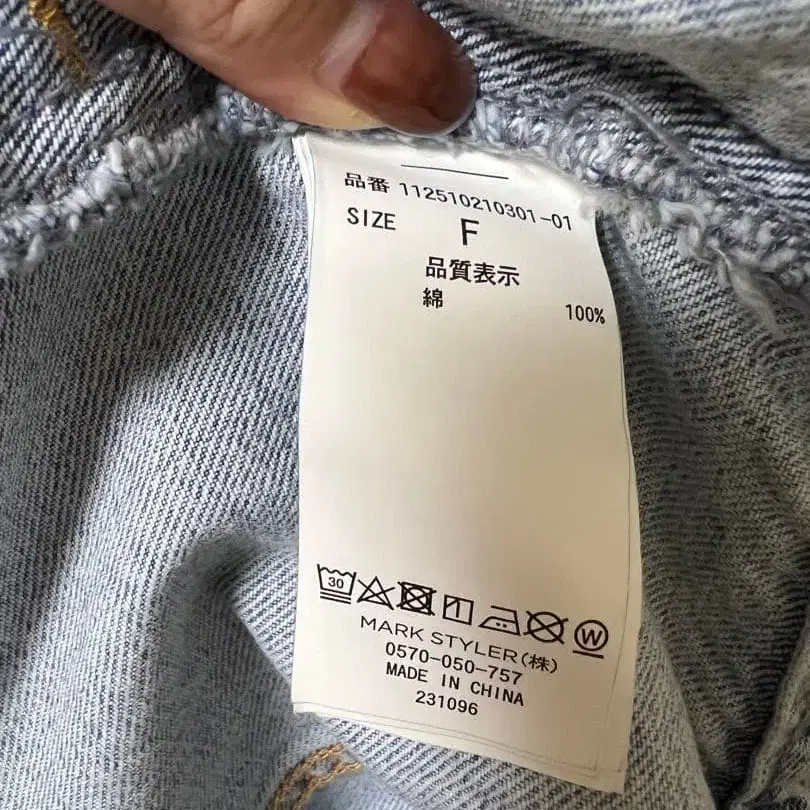 品番 112510210301-01
SIZE F
品質表示
綿 100%
30
W
MARK STYLER(株)
0570-050-757
MADE IN CHINA
231096